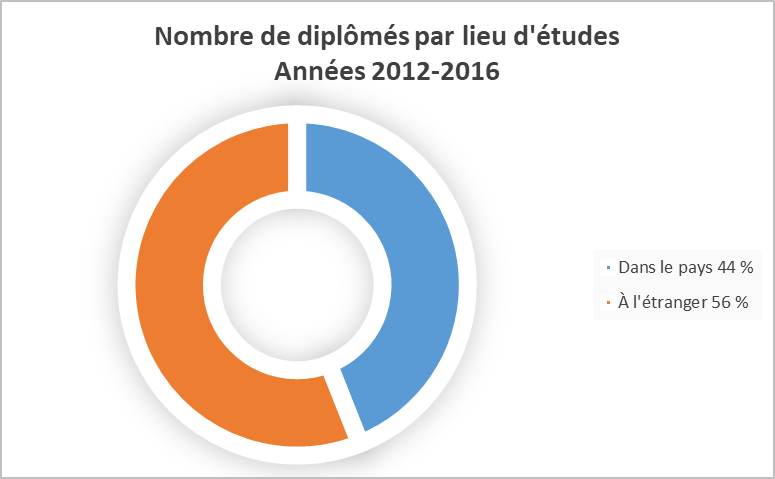 Nombre de diplômés par lieu d'études
Années 2012-2016
Dans le pays 44 %
À l'étranger 56 %